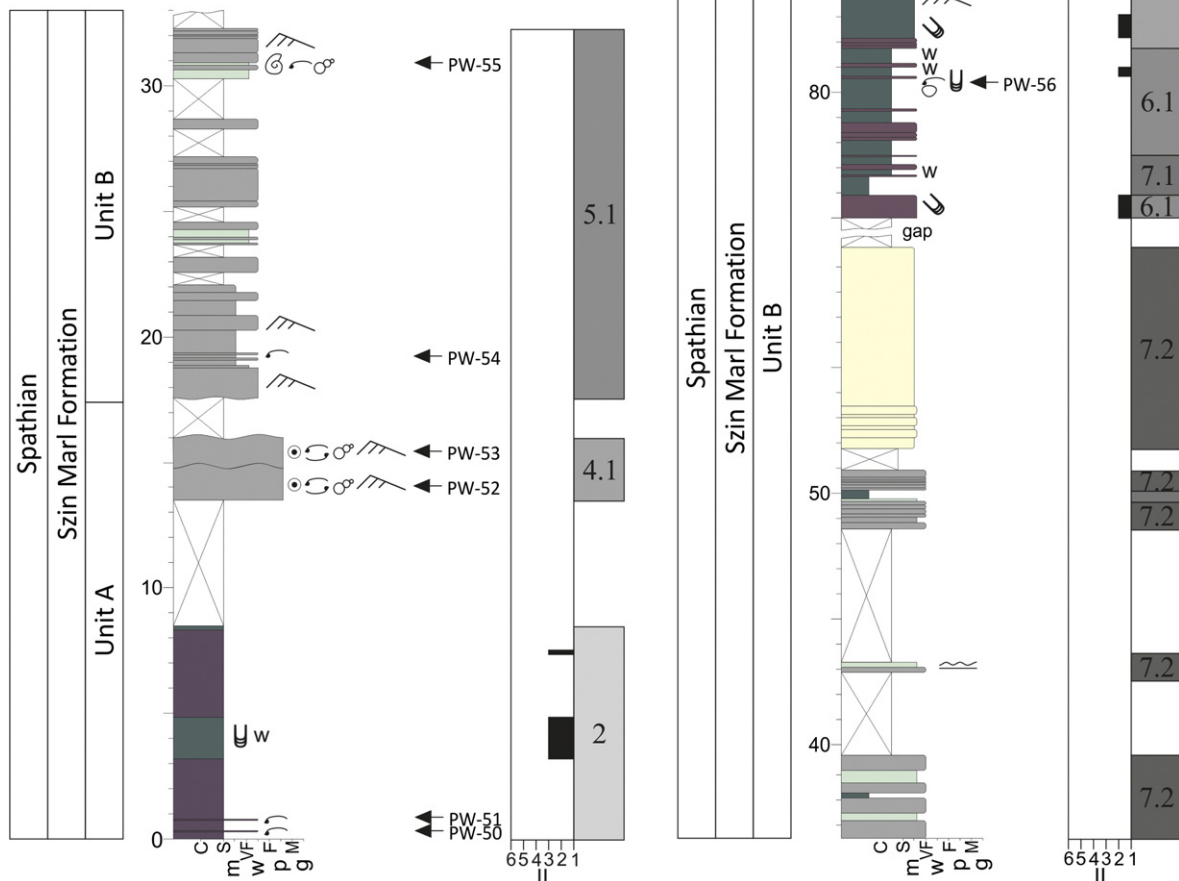 Spathian
Szin Marl Formation
Unit B
Unit A
30
20
10
0
PW-55
PW-54
PW-53
PW-52
w
PW-51
PW-50
5.1
4.1
2
C
S
m
VF
w
F
p
M
g
6 5 4 3 2 1
II
Spathian
Szin Marl Formation
Unit B
80
50
40
w
w
PW-56
w
gap
6.1
7.1
6.1
7.2
7.2
7.2
7.2
7.2
C
S
m
VF
w
F
p
M
g
6 5 4 3 2 1
II